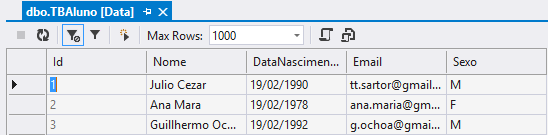 dbo.TBAluno [Data]
Max Rows: 1000
Id Nome DataNascimen... Email Sexo
1 Julio Cezar 19/02/1990 tt.sartor@gmail... M
2 Ana Mara 19/02/1978 ana.maria@gm... F
3 Guillhermo Oc... 19/02/1992 g.ochoa@gmail... M